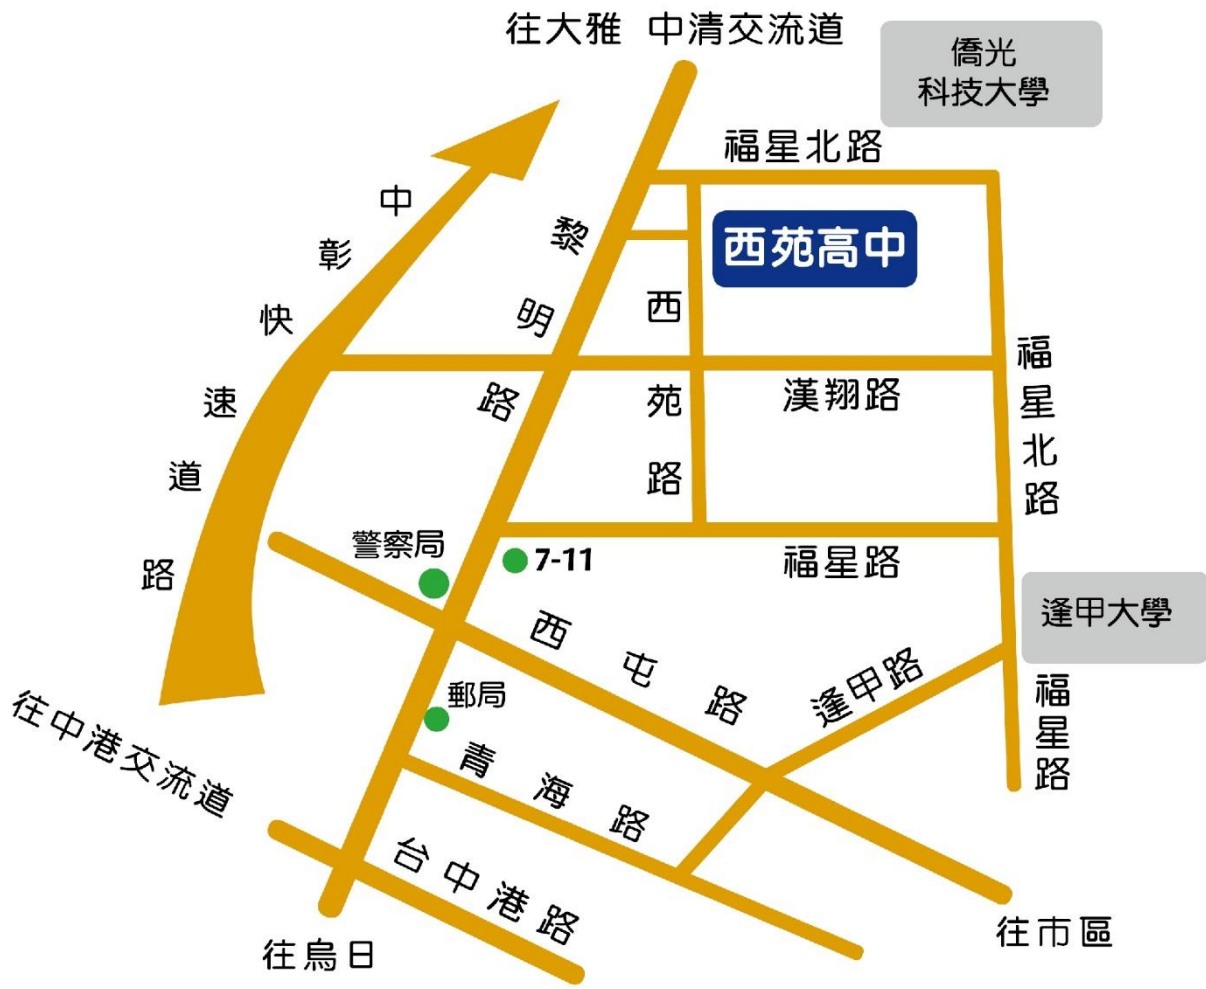 往大雅 中清交流道
僑光
科技大學
福星北路
西苑高中
中彰快速道路
黎明路
西苑路
漢翔路
福星北路
警察局
7-11
福星路
西屯路
逢甲路
逢甲大學
福星路
郵局
青海路
往中港交流道
台中港路
往烏日
往市區